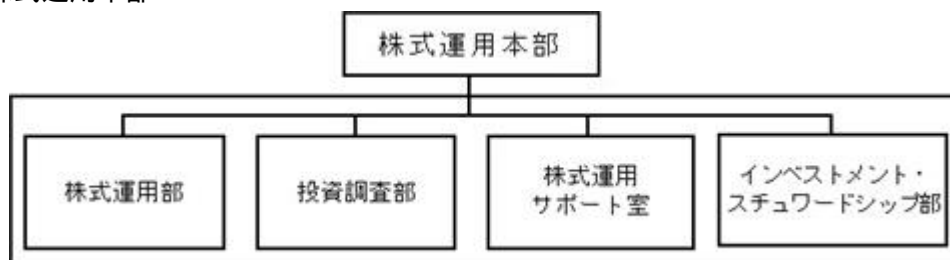 株式運用本部
株式運用部
投資調査部
株式運用
サポート室
インベストメント・
スチュワードシップ部